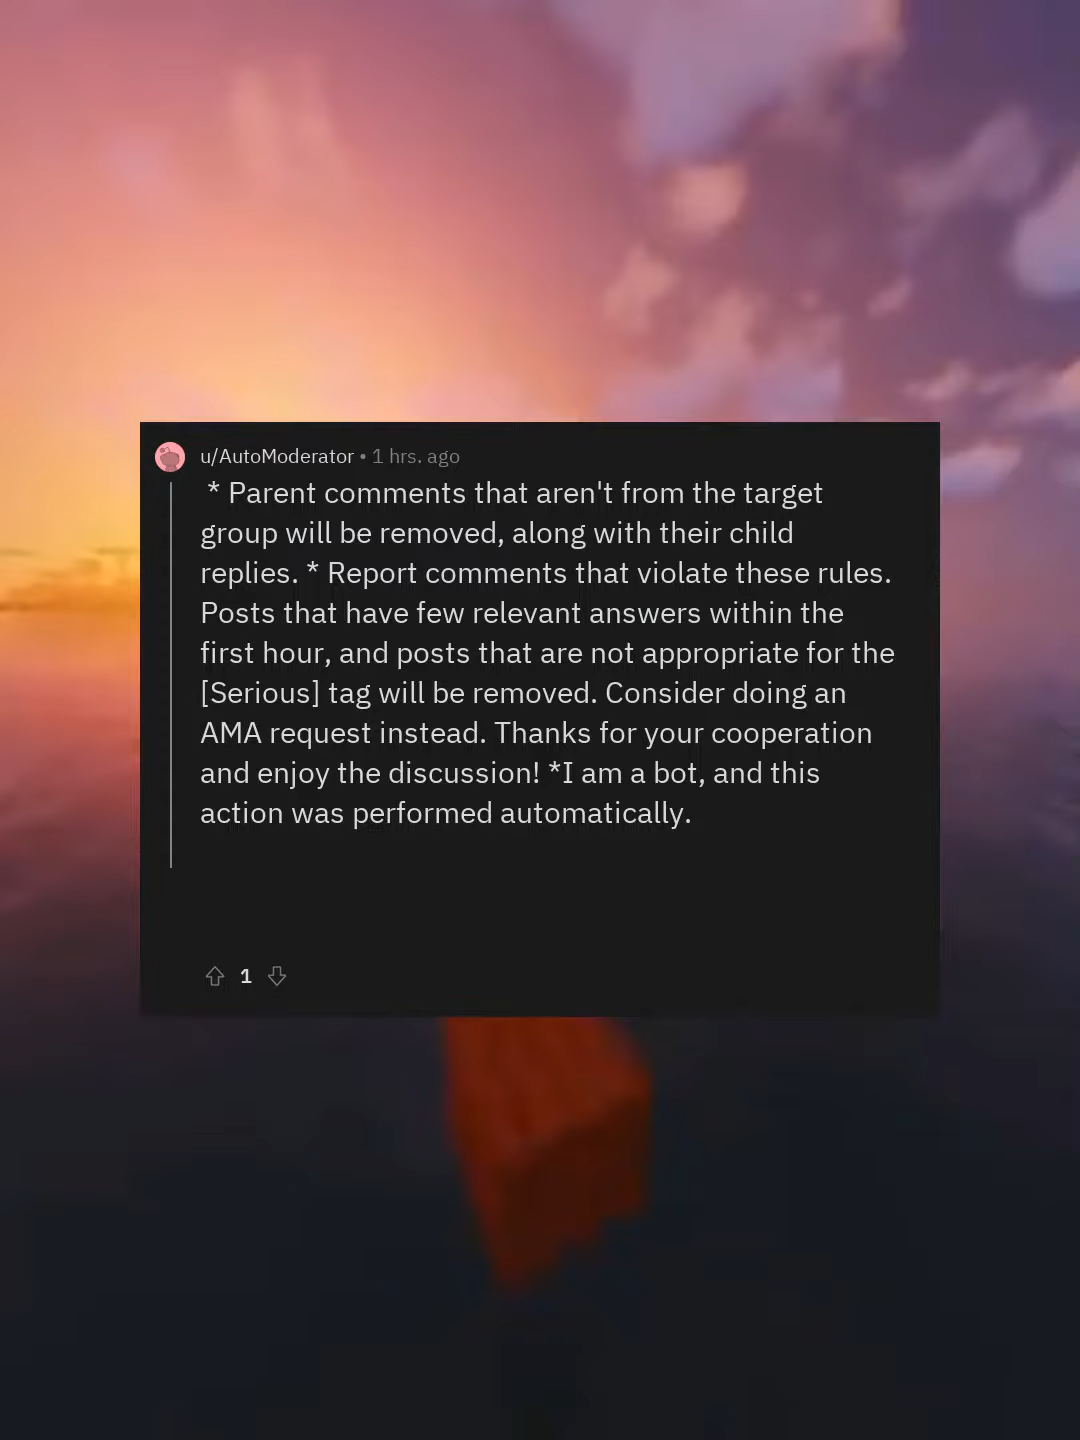 u/AutoModerator • 1 hrs. ago
* Parent comments that aren't from the target
group will be removed, along with their child
replies. * Report comments that violate these rules.
Posts that have few relevant answers within the
first hour, and posts that are not appropriate for the
[Serious] tag will be removed. Consider doing an
AMA request instead. Thanks for your cooperation
and enjoy the discussion! *I am a bot, and this
action was performed automatically.
1